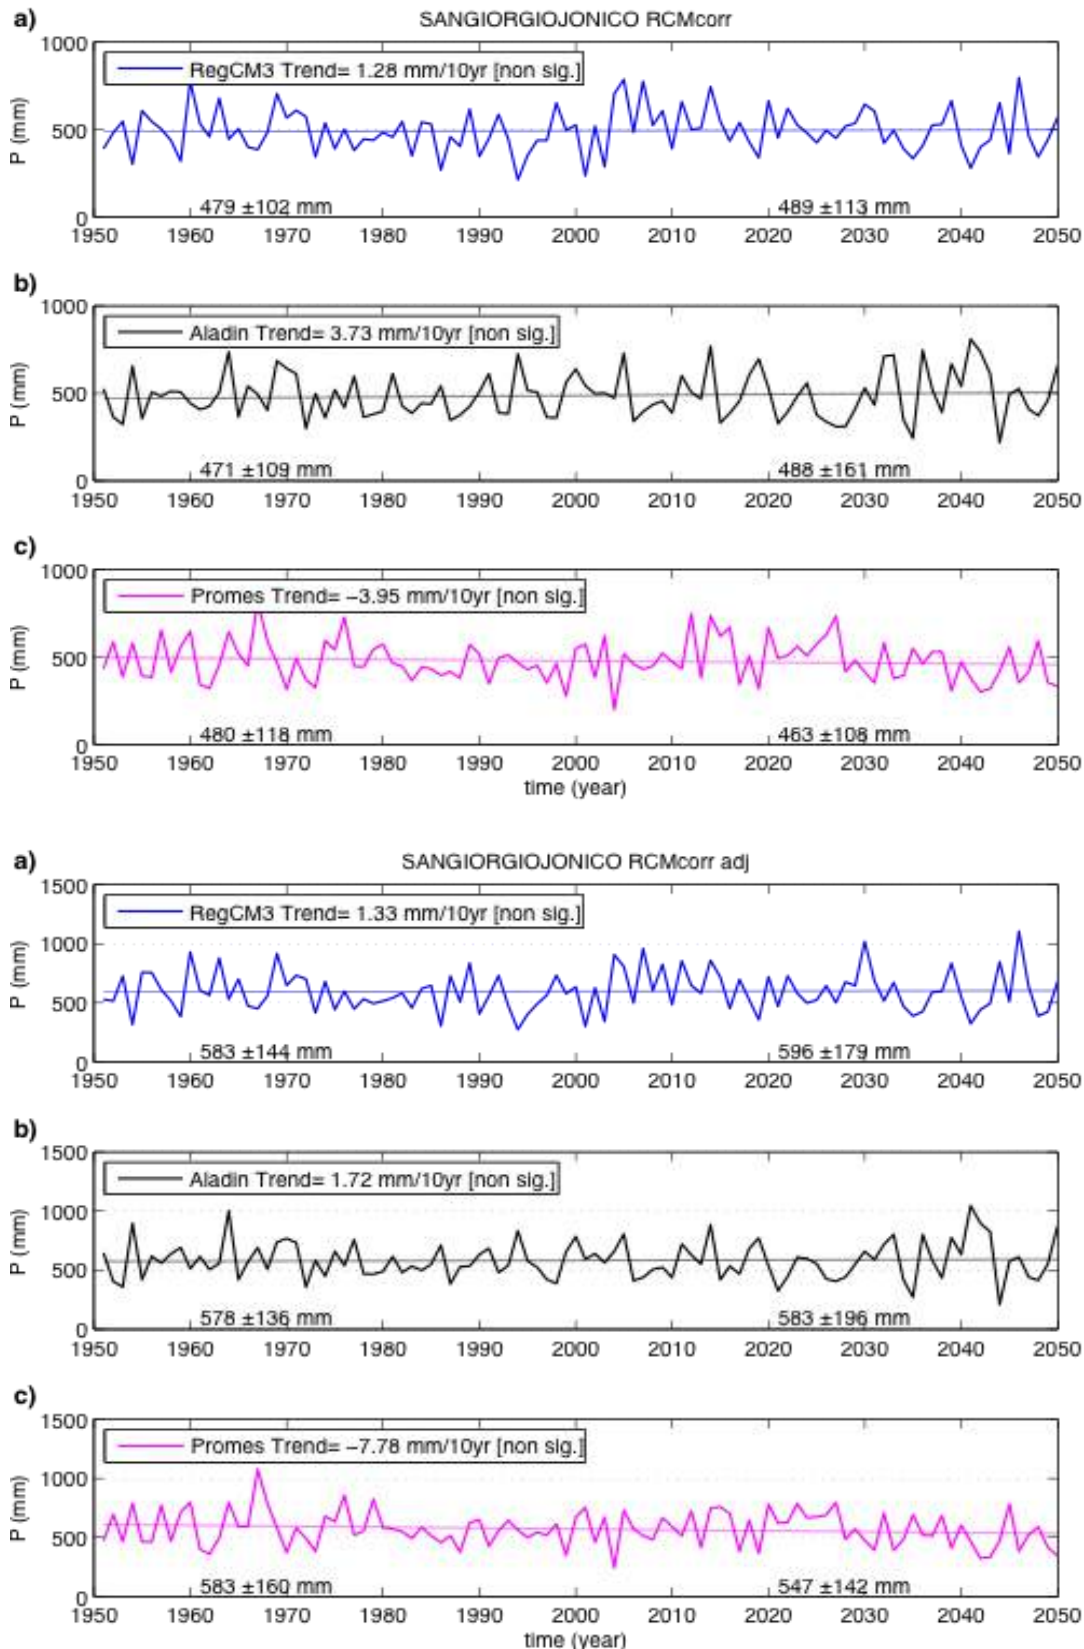 a)
SANGIORGIOJONICO RCMcorr
1000
RegCM3 Trend= 1.28 mm/10yr [non sig.]
P (mm)
500
0
479 ±102 mm
489 ±113 mm
1950 1960 1970 1980 1990 2000 2010 2020 2030 2040 2050
b)
1000
Aladin Trend= 3.73 mm/10yr [non sig.]
P (mm)
500
0
471 ±109 mm
488 ±161 mm
1950 1960 1970 1980 1990 2000 2010 2020 2030 2040 2050
c)
1000
Promes Trend= −3.95 mm/10yr [non sig.]
P (mm)
500
0
480 ±118 mm
463 ±108 mm
1950 1960 1970 1980 1990 2000 2010 2020 2030 2040 2050
time (year)
a)
SANGIORGIOJONICO RCMcorr adj
1500
RegCM3 Trend= 1.33 mm/10yr [non sig.]
1000
P (mm)
500
0
583 ±144 mm
596 ±179 mm
1950 1960 1970 1980 1990 2000 2010 2020 2030 2040 2050
b)
1500
Aladin Trend= 1.72 mm/10yr [non sig.]
1000
P (mm)
500
0
578 ±136 mm
583 ±196 mm
1950 1960 1970 1980 1990 2000 2010 2020 2030 2040 2050
c)
1500
Promes Trend= −7.78 mm/10yr [non sig.]
1000
P (mm)
500
0
583 ±160 mm
547 ±142 mm
1950 1960 1970 1980 1990 2000 2010 2020 2030 2040 2050
time (year)